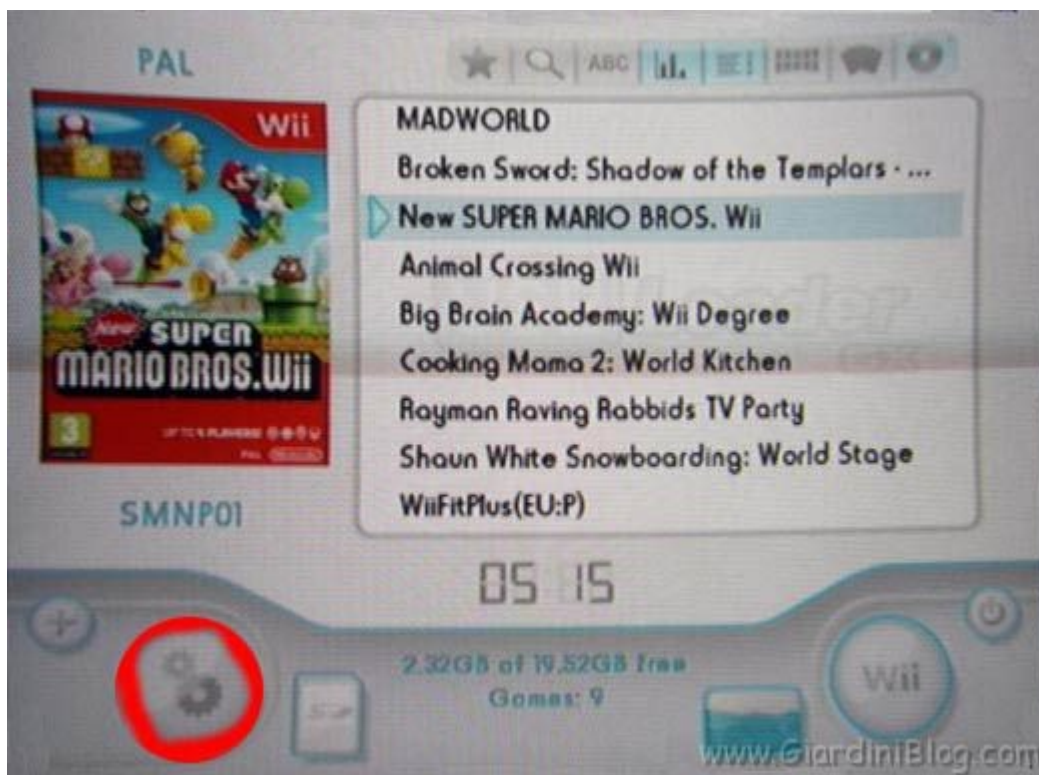 PAL
ABC
Wii
New SUPER
MARIO BROS. Wii
3
PAL
SMNP01
MADWORLD
Broken Sword: Shadow of the Templars - ...
New SUPER MARIO BROS. Wii
Animal Crossing Wii
Big Brain Academy: Wii Degree
Cooking Mama 2: World Kitchen
Rayman Raving Rabbids TV Party
Shaun White Snowboarding: World Stage
WiiFitPlus(EU:P)
05 15
2.32GB of 19.52GB free
Games: 9
Wii
www.GiardiniBlog.com